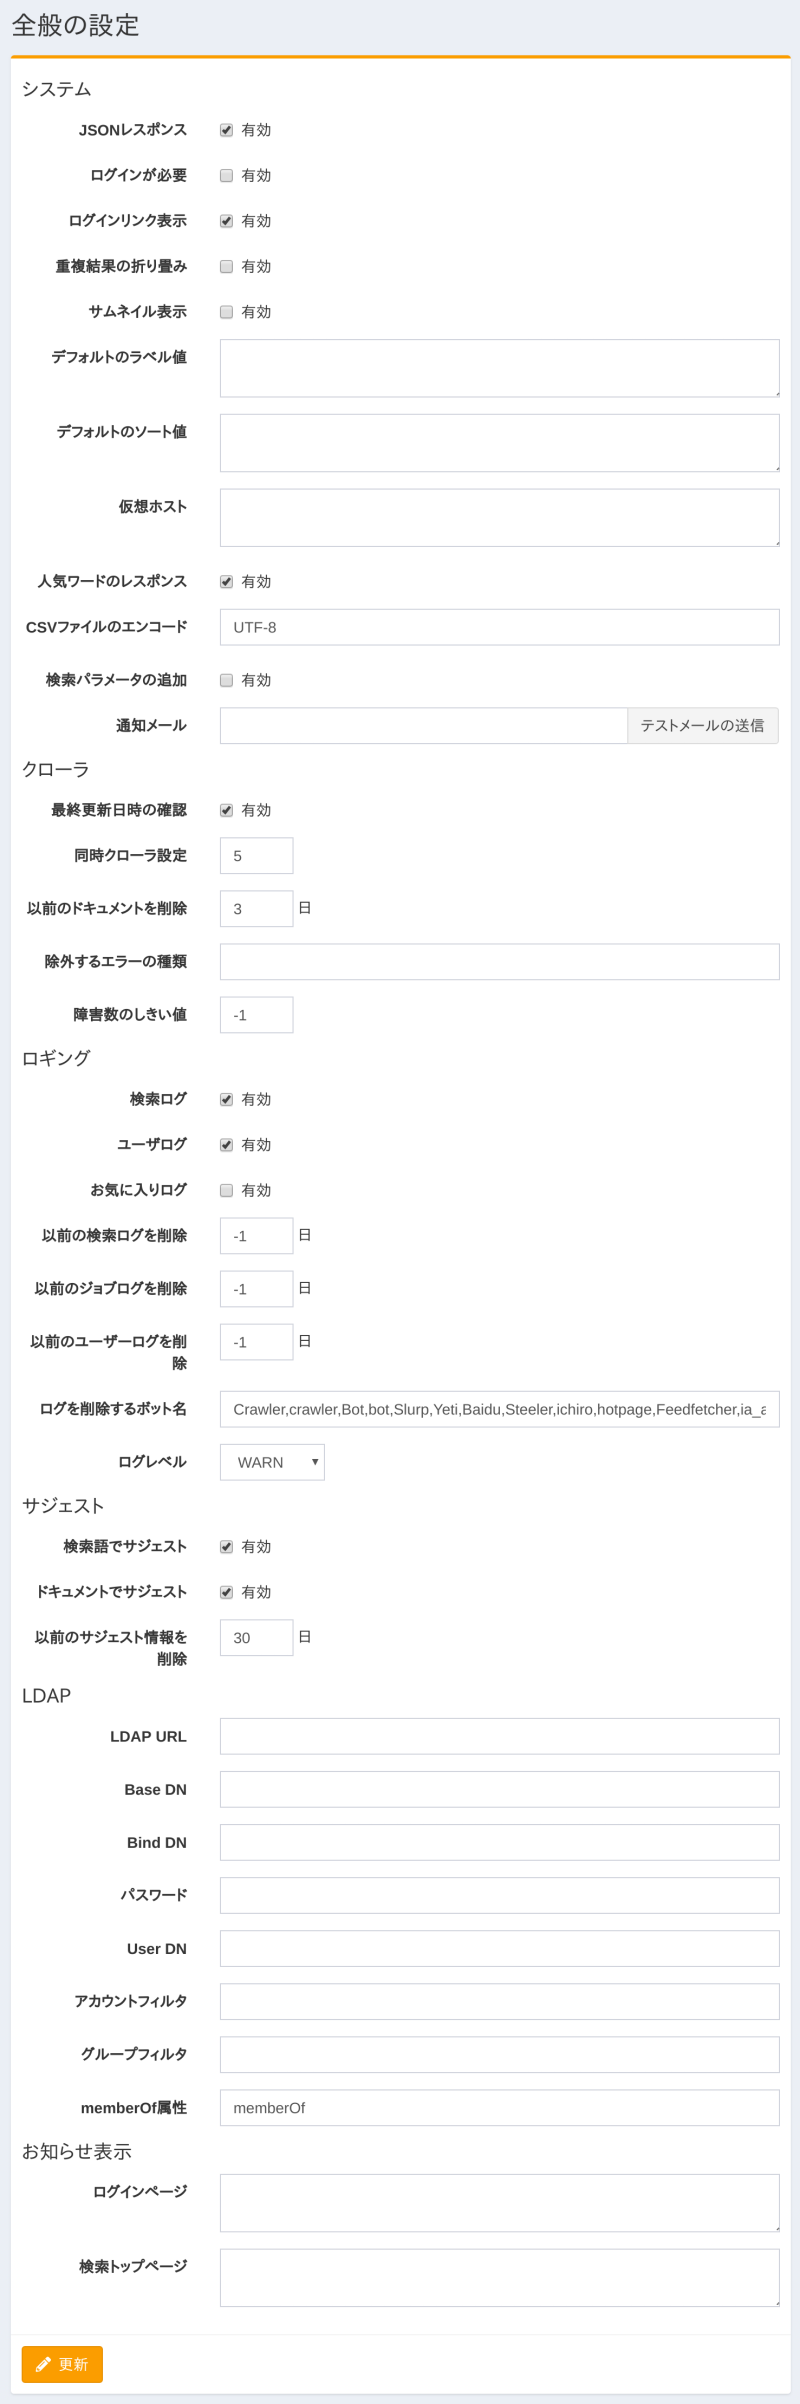 全般の設定
システム
JSONレスポンス 有効
ログインが必要 有効
ログインリンク表示 有効
重複結果の折り畳み 有効
サムネイル表示 有効
デフォルトのラベル値
デフォルトのソート値
仮想ホスト
人気ワードのレスポンス 有効
CSVファイルのエンコード UTF-8
検索パラメータの追加 有効
通知メール テストメールの送信
クローラ
最終更新日時の確認 有効
同時クローラ設定 5
以前のドキュメントを削除 3 日
除外するエラーの種類
障害数のしきい値 -1
ロギング
検索ログ 有効
ユーザログ 有効
お気に入りログ 有効
以前の検索ログを削除 -1 日
以前のジョブログを削除 -1 日
以前のユーザーログを削 -1 日
除
ログを削除するボット名 Crawler,crawler,Bot,bot,Slurp,Yeti,Baidu,Steeler,ichiro,hotpage,Feedfetcher,ia_a
ログレベル WARN
サジェスト
検索語でサジェスト 有効
ドキュメントでサジェスト 有効
以前のサジェスト情報を 30 日
削除
LDAP
LDAP URL
Base DN
Bind DN
パスワード
User DN
アカウントフィルタ
グループフィルタ
memberOf属性 memberOf
お知らせ表示
ログインページ
検索トップページ
更新